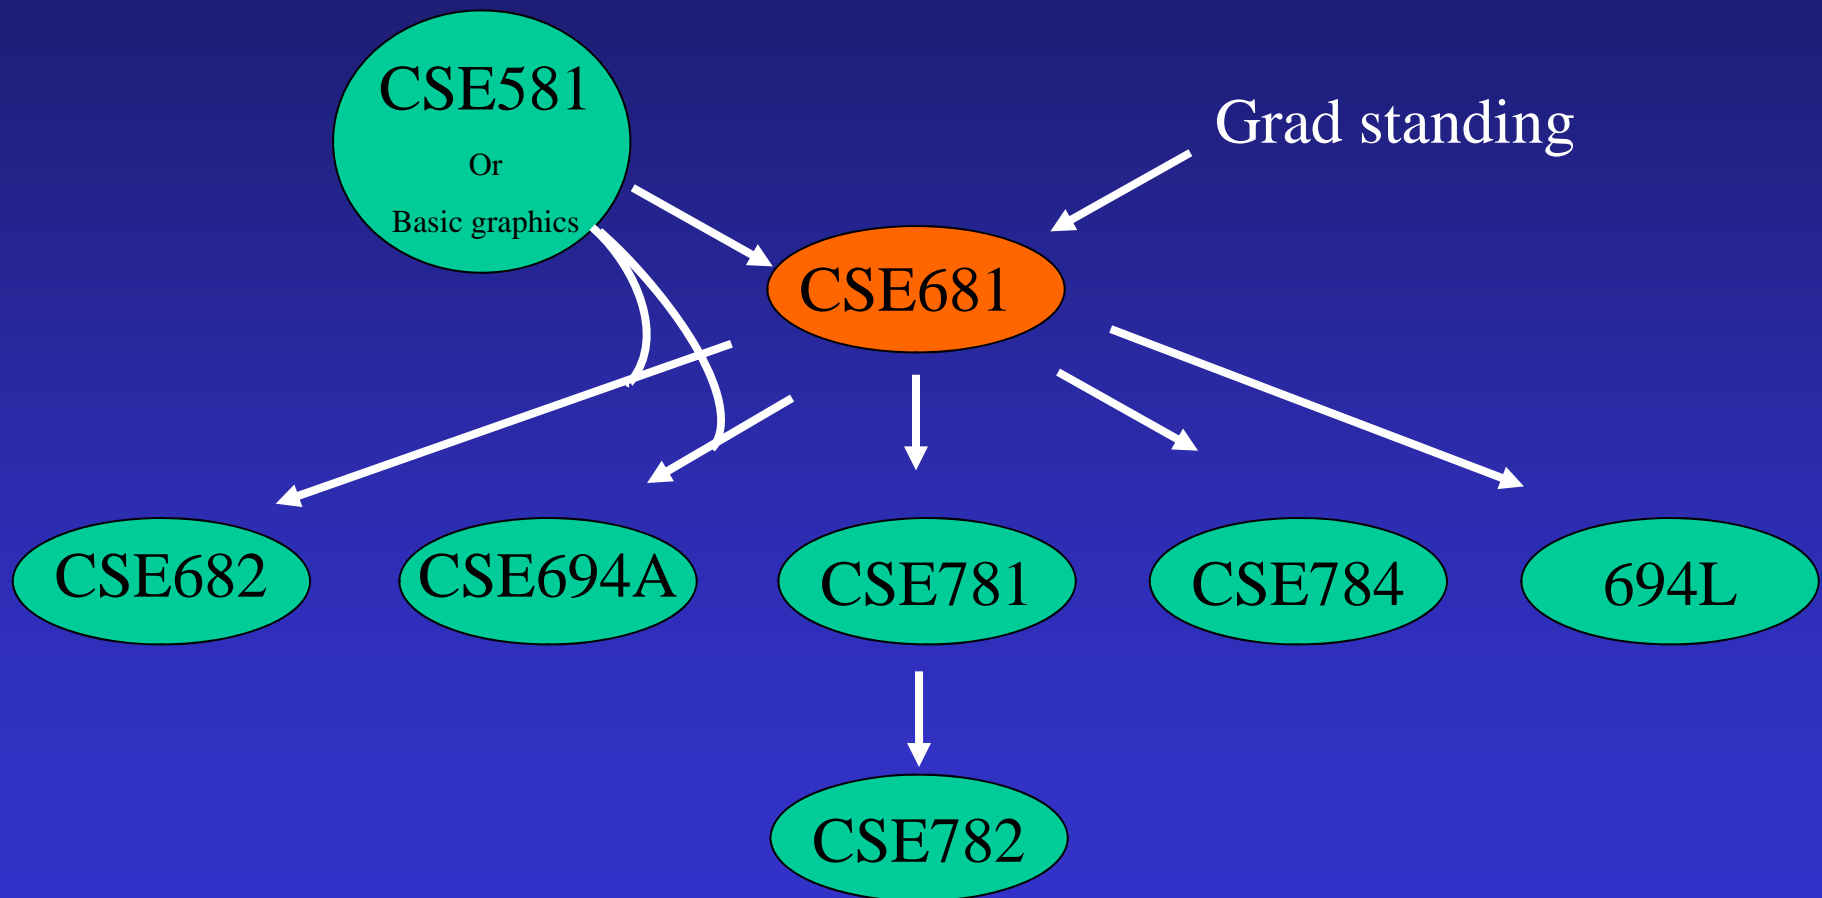 CSE581
Or
Basic graphics
Grad standing
CSE681
CSE682
CSE694A
CSE781
CSE784
694L
CSE782